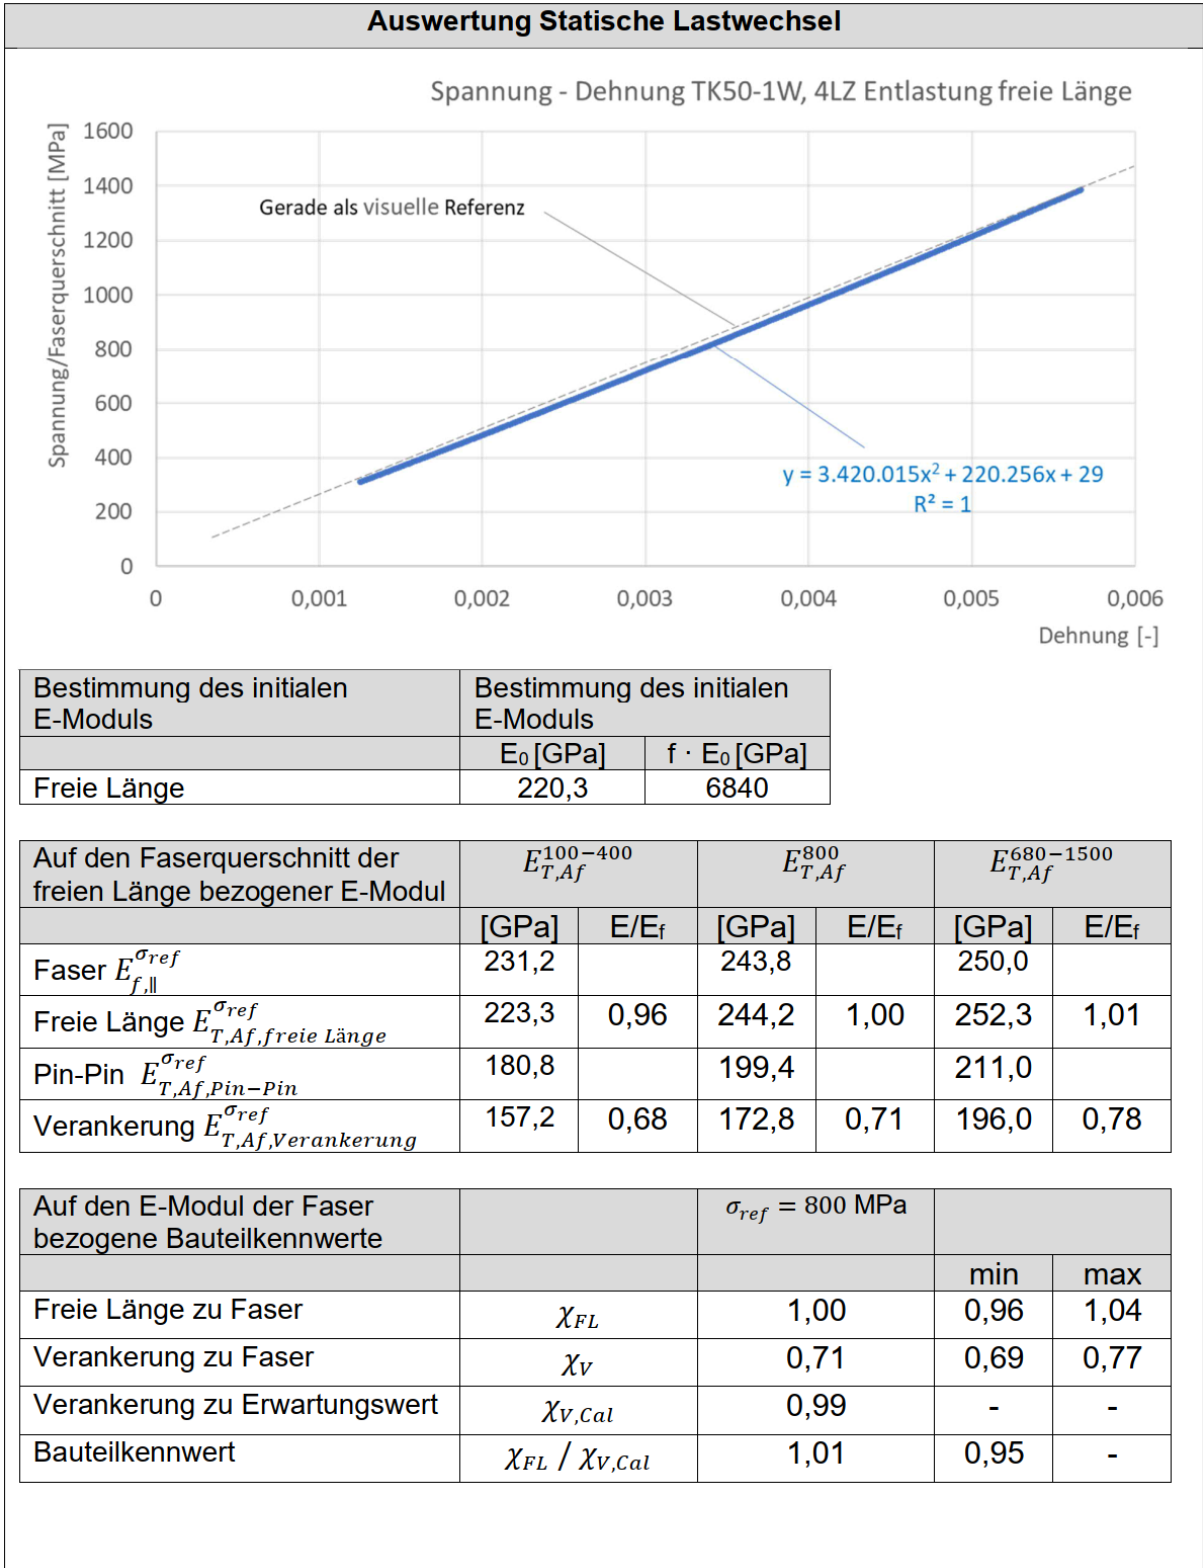 Auswertung Statische Lastwechsel
Spannung - Dehnung TK50-1W, 4LZ Entlastung freie Länge
Spannung/Faserquerschnitt [MPa]
1600
1400
1200
1000
800
600
400
200
0
Gerade als visuelle Referenz
y = 3.420.015x² + 220.256x + 29
R² = 1
0 0,001 0,002 0,003 0,004 0,005 0,006
Dehnung [-]
Bestimmung des initialen E-Moduls Bestimmung des initialen E-Moduls
E₀ [GPa] f · E₀ [GPa]
Freie Länge 220,3 6840
Auf den Faserquerschnitt der freien Länge bezogener E-Modul E_{T,Af}^{100−400} E_{T,Af}^{800} E_{T,Af}^{680−1500}
[GPa] E/E_f [GPa] E/E_f [GPa] E/E_f
Faser E_{f,∥}^{σref} 231,2 243,8 250,0
Freie Länge E_{T,Af,freie Länge}^{σref} 223,3 0,96 244,2 1,00 252,3 1,01
Pin-Pin E_{T,Af,Pin−Pin}^{σref} 180,8 199,4 211,0
Verankerung E_{T,Af,Verankerung}^{σref} 157,2 0,68 172,8 0,71 196,0 0,78
Auf den E-Modul der Faser bezogene Bauteilkennwerte σ_{ref} = 800 MPa
min max
Freie Länge zu Faser χ_{FL} 1,00 0,96 1,04
Verankerung zu Faser χ_V 0,71 0,69 0,77
Verankerung zu Erwartungswert χ_{V,Cal} 0,99 - -
Bauteilkennwert χ_{FL} / χ_{V,Cal} 1,01 0,95 -